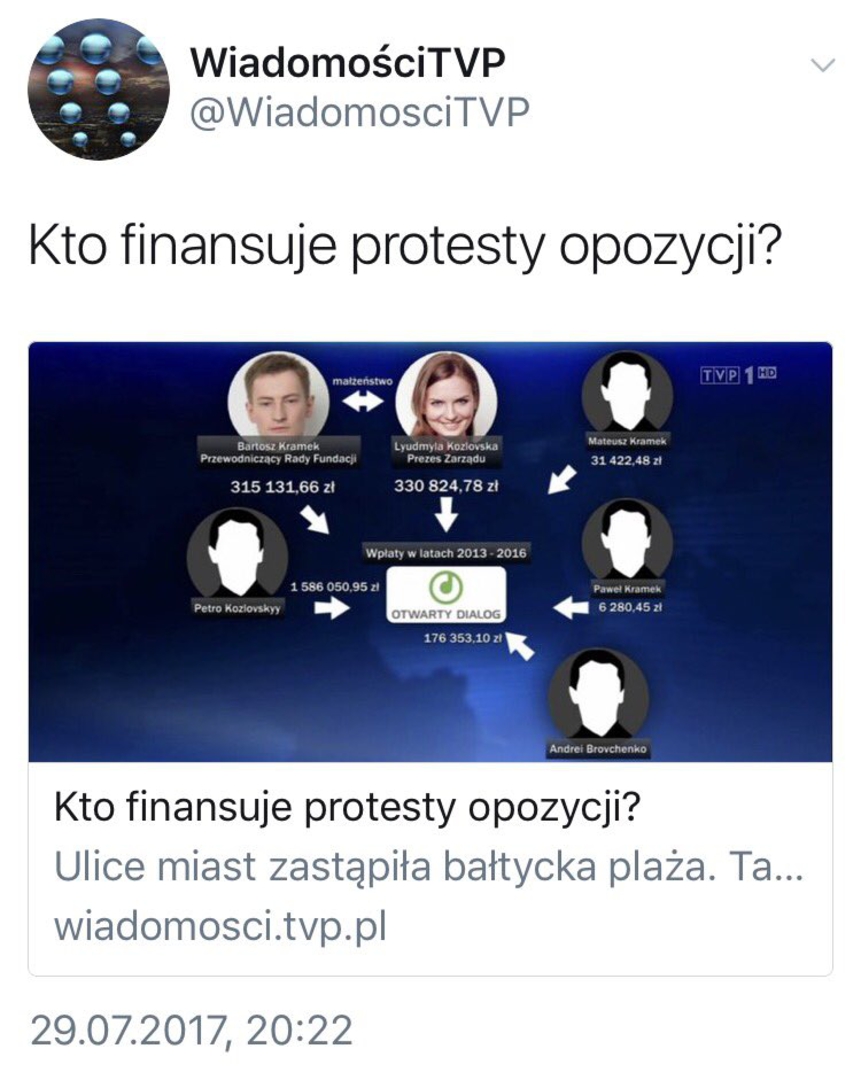 WiadomościTVP
@WiadomosciTVP
Kto finansuje protesty opozycji?
TVP 1 HD
małżeństwo
Bartosz Kramek
Przewodniczący Rady Fundacji
315 131,66 zł
Lyudmyla Kozlovska
Prezes Zarządu
330 824,78 zł
Mateusz Kramek
31 422,48 zł
Wpłaty w latach 2013 - 2016
Petro Kozlovskyy
1 586 050,95 zł
OTWARTY DIALOG
176 353,10 zł
Paweł Kramek
6 280,45 zł
Andrei Brovchenko
Kto finansuje protesty opozycji?
Ulice miast zastąpiła bałtycka plaża. Ta...
wiadomosci.tvp.pl
29.07.2017, 20:22